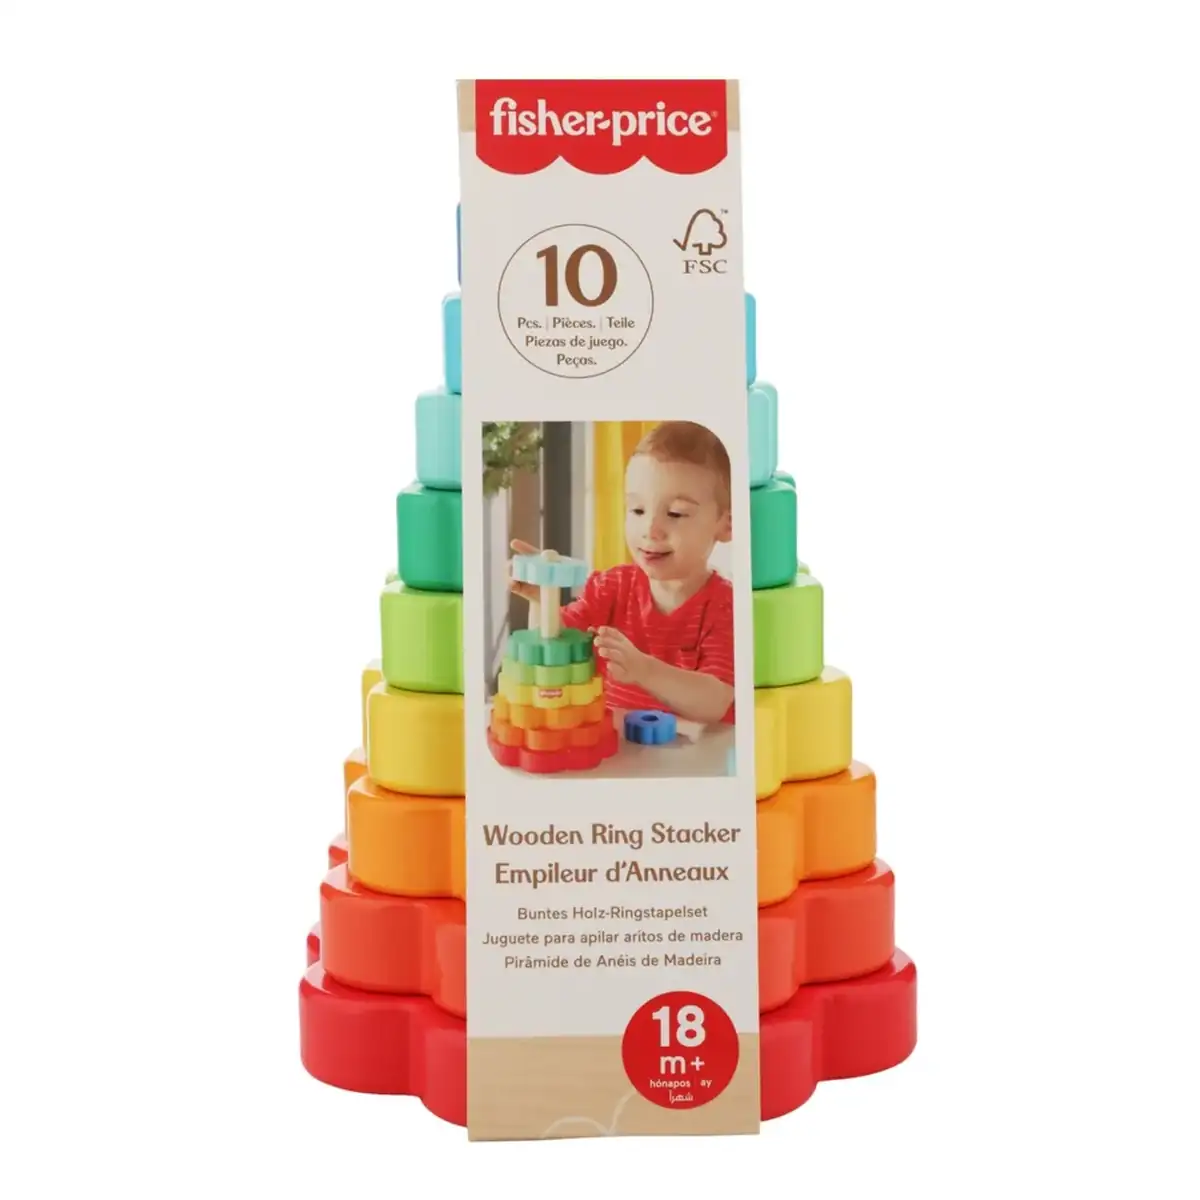 fisher-price®
FSC™
10
Pcs. | Pièces. | Teile
Piezas de juego.
Peças.
Wooden Ring Stacker
Empileur d'Anneaux
Buntes Holz-Ringstapelset
Juguete para apilar aritos de madera
Pirâmide de Anéis de Madeira
18
m+
hónapos | ay
شهراً